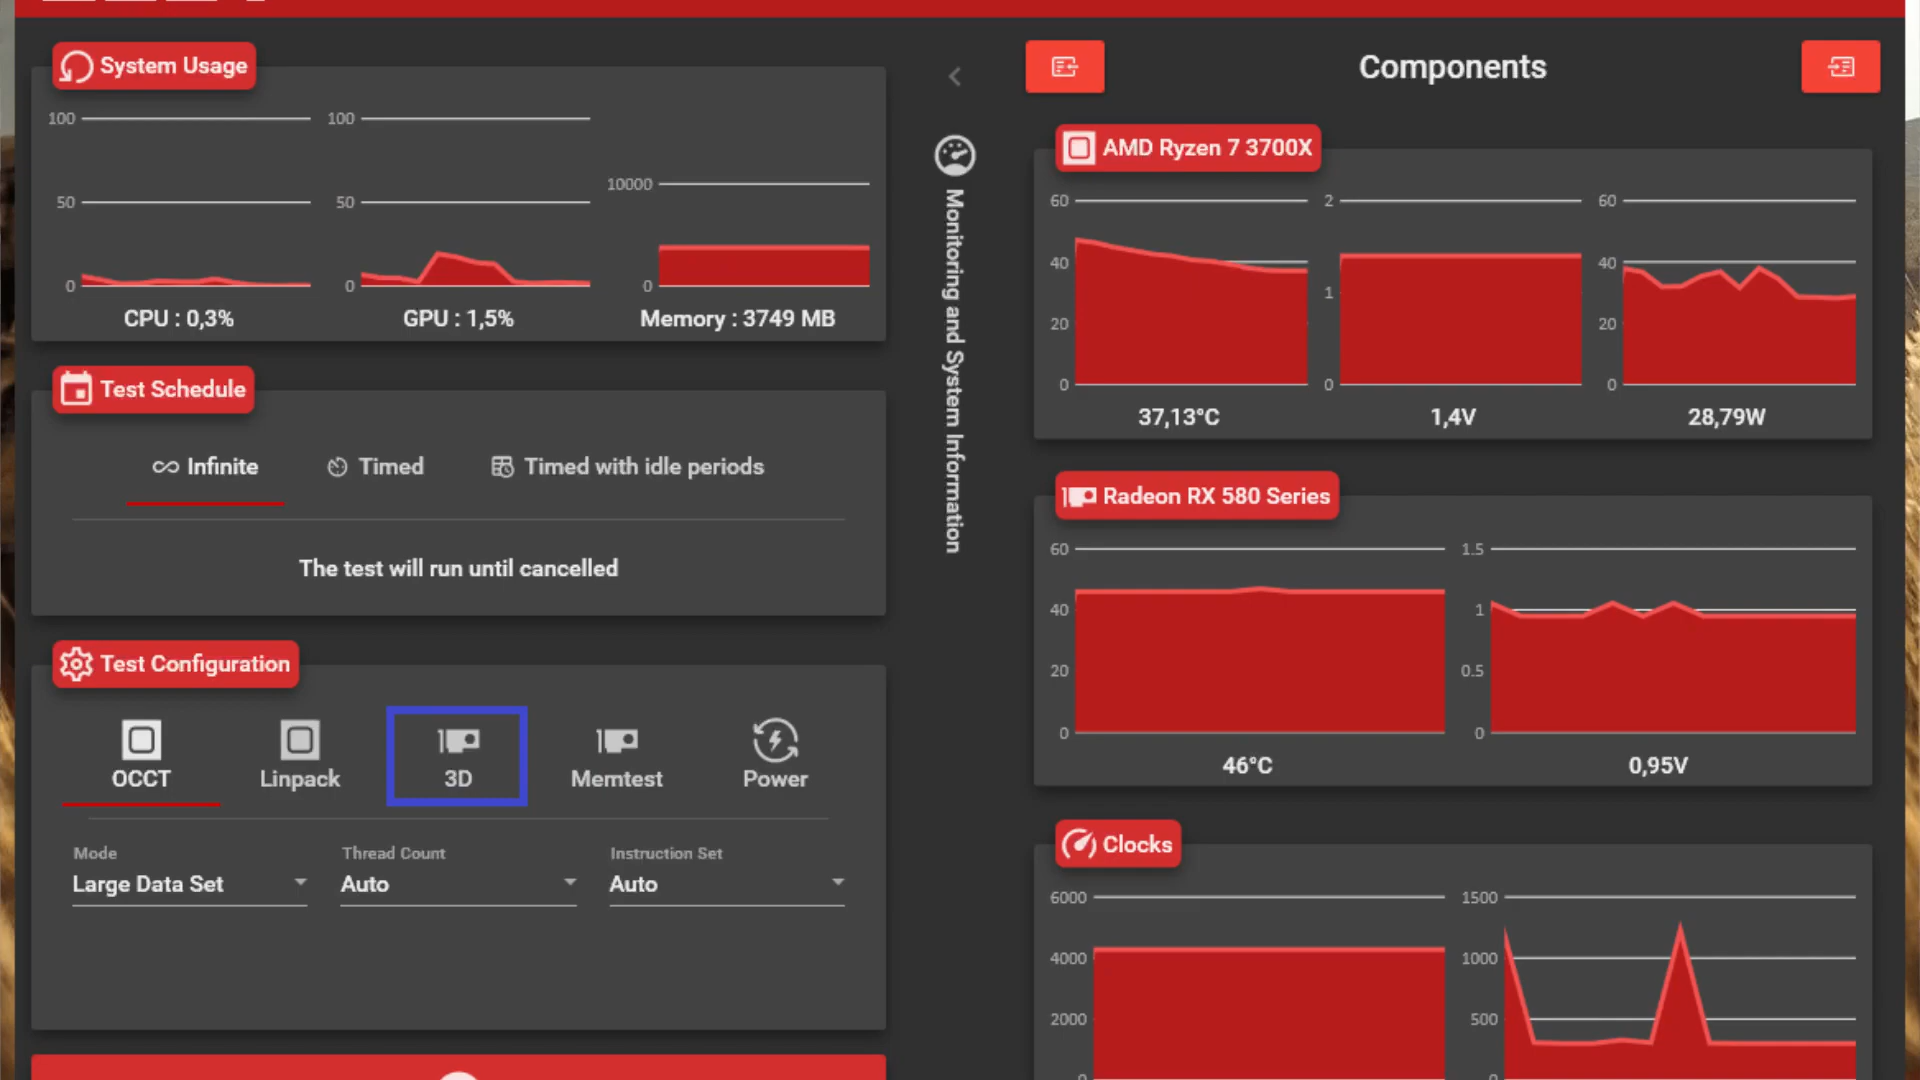 System Usage
100
50
0
CPU : 0,3%
100
50
0
GPU : 1,5%
10000
0
Memory : 3749 MB
Test Schedule
Infinite
Timed
Timed with idle periods
The test will run until cancelled
Test Configuration
OCCT
Linpack
3D
Memtest
Power
Mode
Large Data Set
Thread Count
Auto
Instruction Set
Auto
Monitoring and System Information
Components
AMD Ryzen 7 3700X
60
40
20
0
37,13°C
2
1
0
1,4V
60
40
20
0
28,79W
Radeon RX 580 Series
60
40
20
0
46°C
1.5
1
0.5
0
0,95V
Clocks
6000
4000
2000
0
1500
1000
500
0